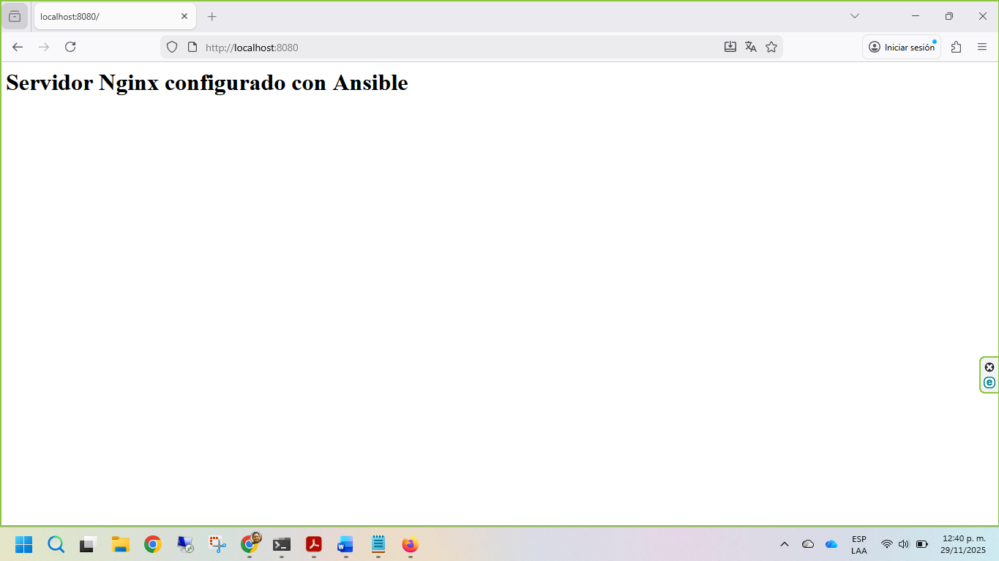 localhost:8080/
http://localhost:8080
Iniciar sesión
Servidor Nginx configurado con Ansible
ESP
LAA
12:40 p. m.
29/11/2025